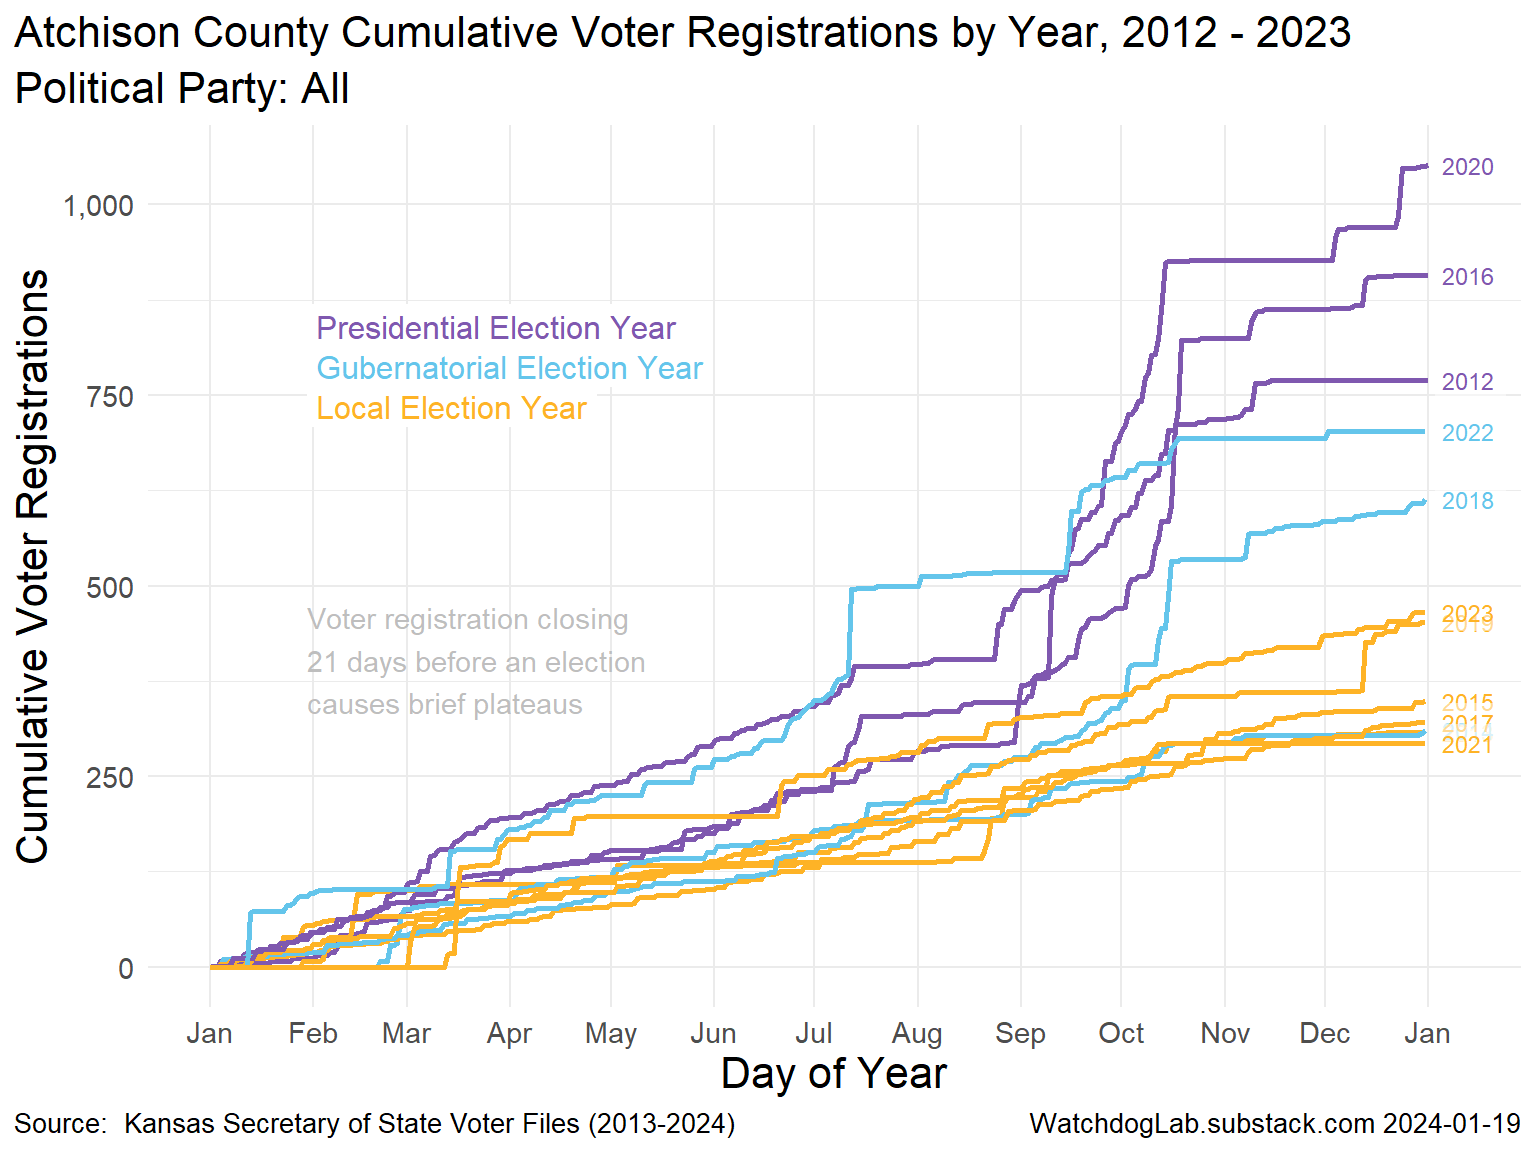 Atchison County Cumulative Voter Registrations by Year, 2012 - 2023
Political Party: All
Cumulative Voter Registrations
1,000
750
500
250
0
Presidential Election Year
Gubernatorial Election Year
Local Election Year
Voter registration closing
21 days before an election
causes brief plateaus
2020
2016
2012
2022
2018
2023
2019
2015
2017
2021
Jan Feb Mar Apr May Jun Jul Aug Sep Oct Nov Dec Jan
Day of Year
Source:  Kansas Secretary of State Voter Files (2013-2024)
WatchdogLab.substack.com 2024-01-19